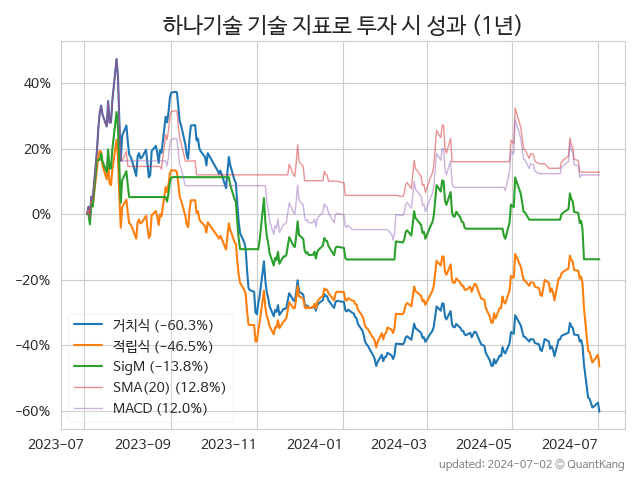 하나기술 기술 지표로 투자 시 성과 (1년)
40%
20%
0%
−20%
−40%
−60%
거치식 (−60.3%)
적립식 (−46.5%)
SigM (−13.8%)
SMA(20) (12.8%)
MACD (12.0%)
2023-07 2023-09 2023-11 2024-01 2024-03 2024-05 2024-07
updated: 2024-07-02 ⓒ QuantKang